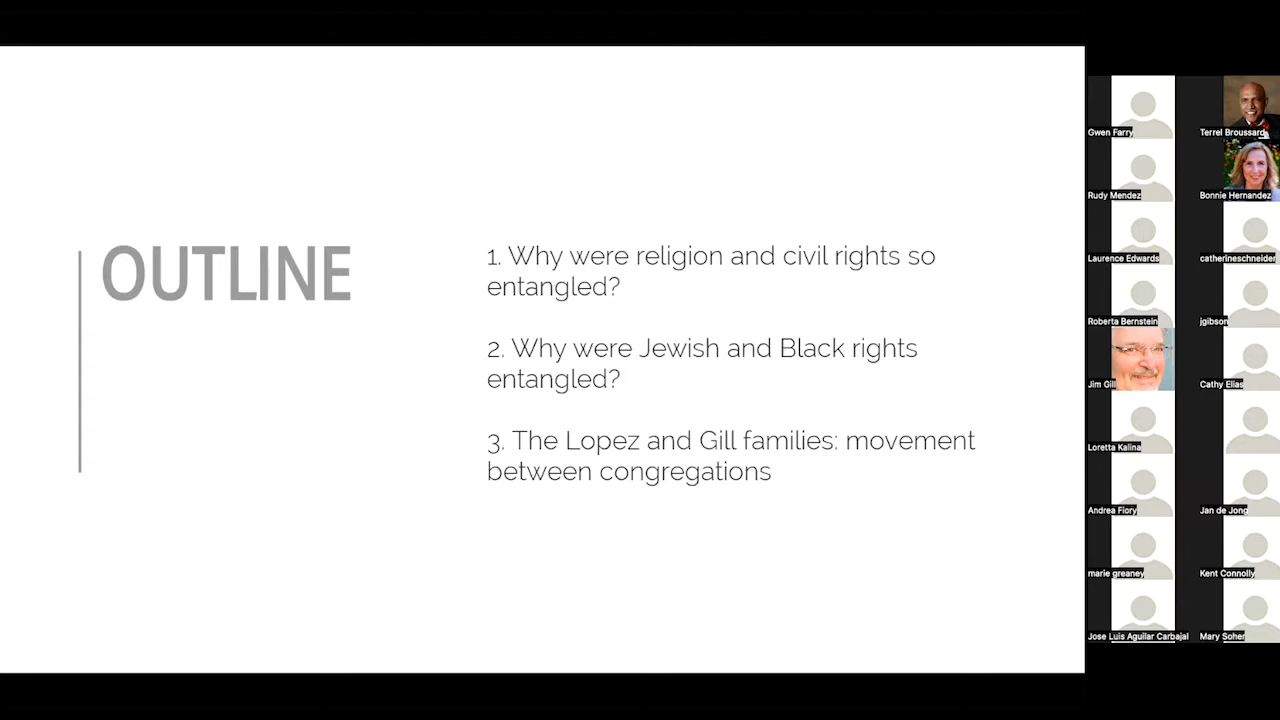 OUTLINE
1. Why were religion and civil rights so
entangled?
2. Why were Jewish and Black rights
entangled?
3. The Lopez and Gill families: movement
between congregations
Gwen Farry
Terrel Broussard
Rudy Mendez
Bonnie Hernandez
Laurence Edwards
catherineschneider
Roberta Bernstein
jgibson
Jim Gill
Cathy Elias
Loretta Kalina
Andrea Fiory
Jan de Jong
marie greaney
Kent Connolly
Jose Luis Aguilar Carbajal
Mary Soher